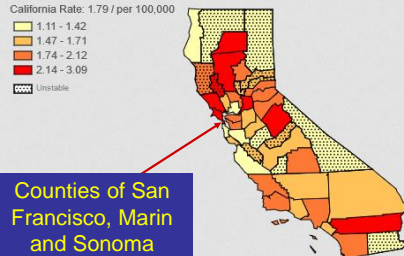 California Rate: 1.79 / per 100,000
1.11 - 1.42
1.47 - 1.71
1.74 - 2.12
2.14 - 3.09
Unstable
Counties of San
Francisco, Marin
and Sonoma